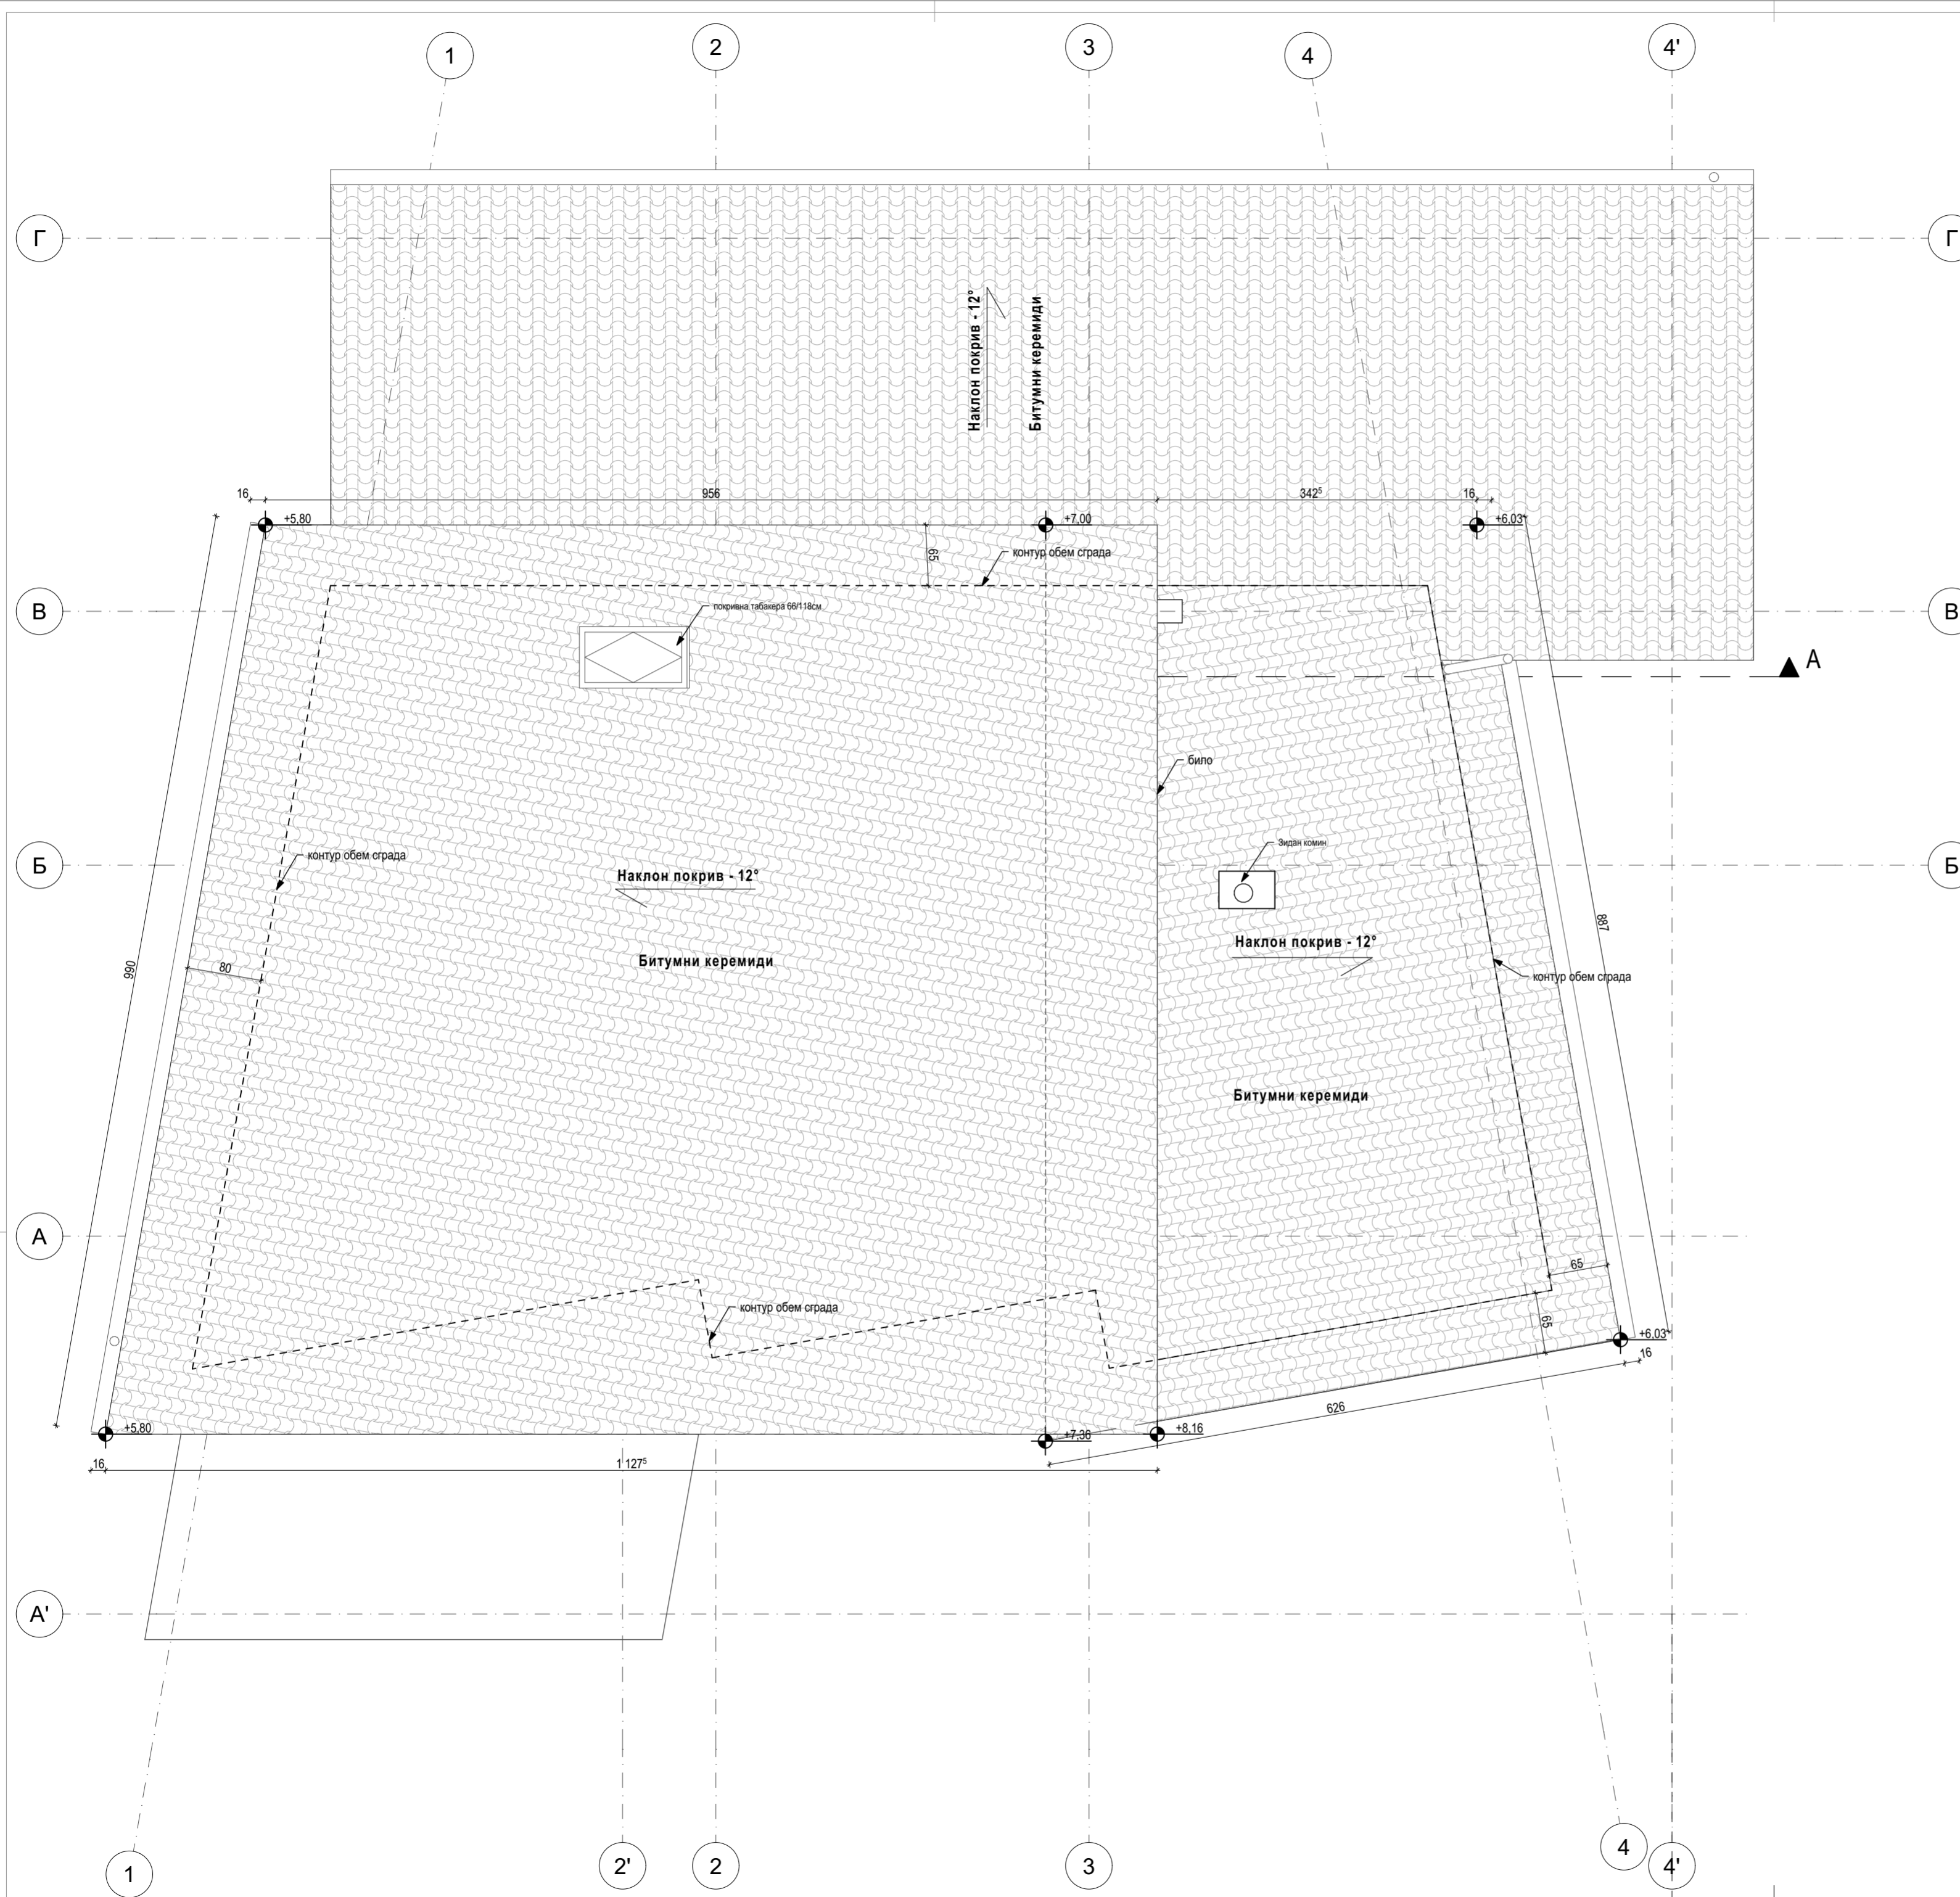 1
2
3
4
4'
Г
Г
Наклон покрив - 12°
Битумни керемиди
16
956
342⁵
16
+5,80
+7,00
+6,03
65
контур обем сграда
покривна табакера 66/118см
В
В
А
било
Зидан комин
контур обем сграда
Б
Б
Наклон покрив - 12°
Битумни керемиди
887
Наклон покрив - 12°
990
80
контур обем сграда
Битумни керемиди
А
65
контур обем сграда
65
+6,03
16
626
+5,80
+7,36
+8,16
16
1 127⁵
А'
1
2'
2
3
4
4'